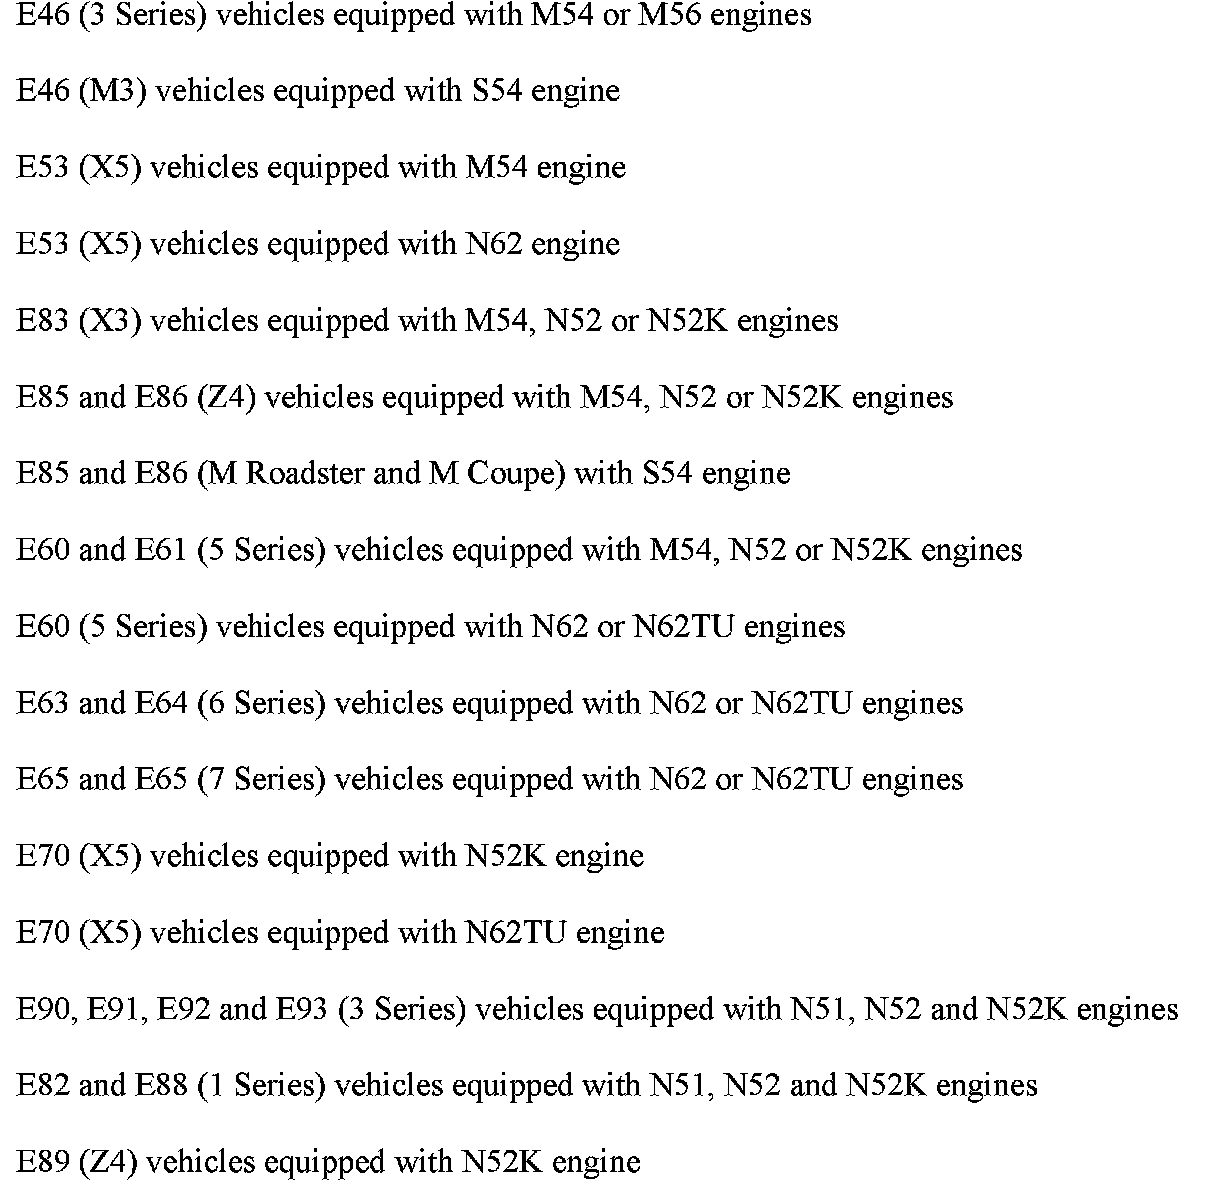 E46 (3 Series) vehicles equipped with M54 or M56 engines
E46 (M3) vehicles equipped with S54 engine
E53 (X5) vehicles equipped with M54 engine
E53 (X5) vehicles equipped with N62 engine
E83 (X3) vehicles equipped with M54, N52 or N52K engines
E85 and E86 (Z4) vehicles equipped with M54, N52 or N52K engines
E85 and E86 (M Roadster and M Coupe) with S54 engine
E60 and E61 (5 Series) vehicles equipped with M54, N52 or N52K engines
E60 (5 Series) vehicles equipped with N62 or N62TU engines
E63 and E64 (6 Series) vehicles equipped with N62 or N62TU engines
E65 and E65 (7 Series) vehicles equipped with N62 or N62TU engines
E70 (X5) vehicles equipped with N52K engine
E70 (X5) vehicles equipped with N62TU engine
E90, E91, E92 and E93 (3 Series) vehicles equipped with N51, N52 and N52K engines
E82 and E88 (1 Series) vehicles equipped with N51, N52 and N52K engines
E89 (Z4) vehicles equipped with N52K engine